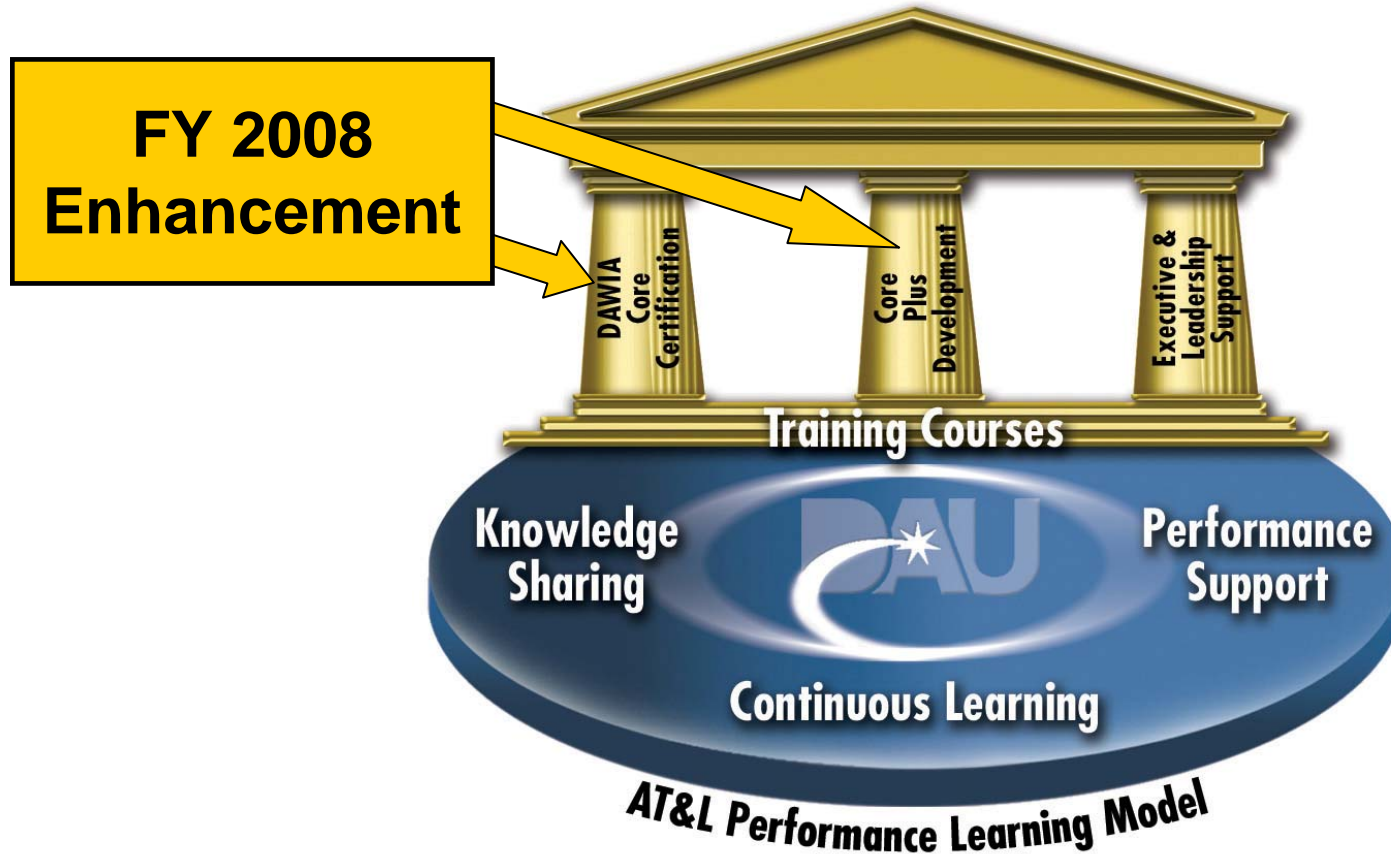 FY 2008
Enhancement
DAWIA
Core
Certification
Core
Plus
Development
Executive &
Leadership
Support
Training Courses
Knowledge
Sharing
DAU
Performance
Support
Continuous Learning
AT&L Performance Learning Model